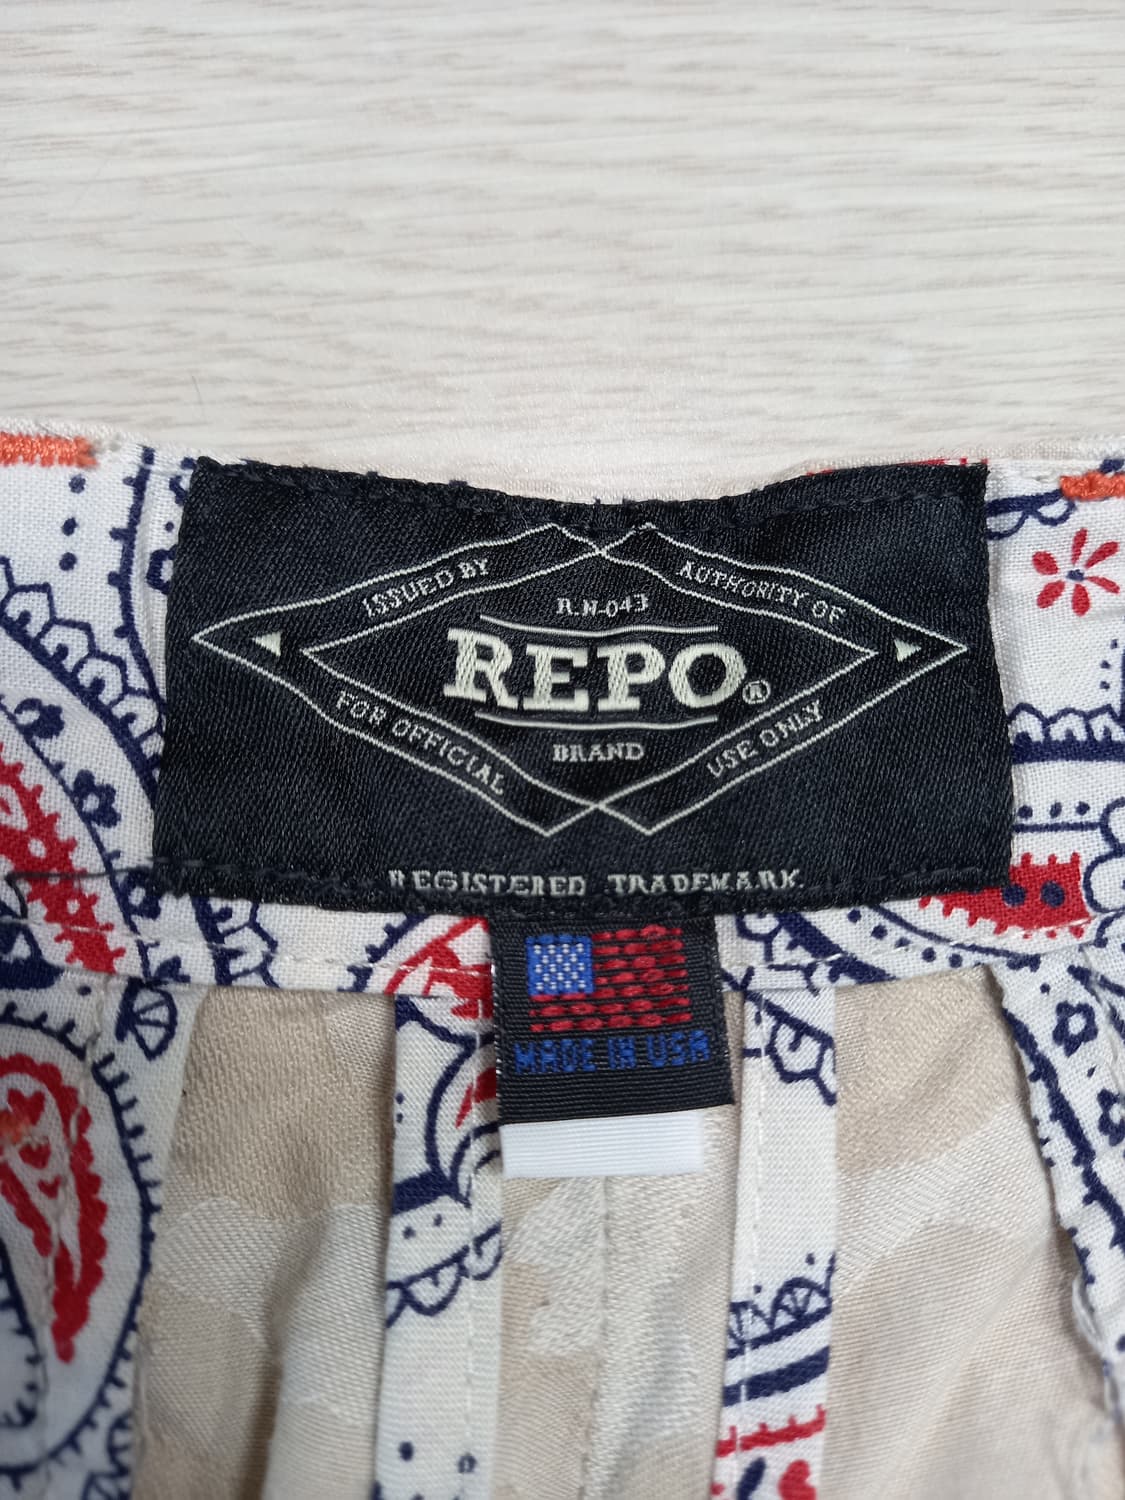 ISSUED BY
AUTHORITY OF
R.N-043
REPO®
BRAND
FOR OFFICIAL
USE ONLY
REGISTERED TRADEMARK.
MADE IN USA